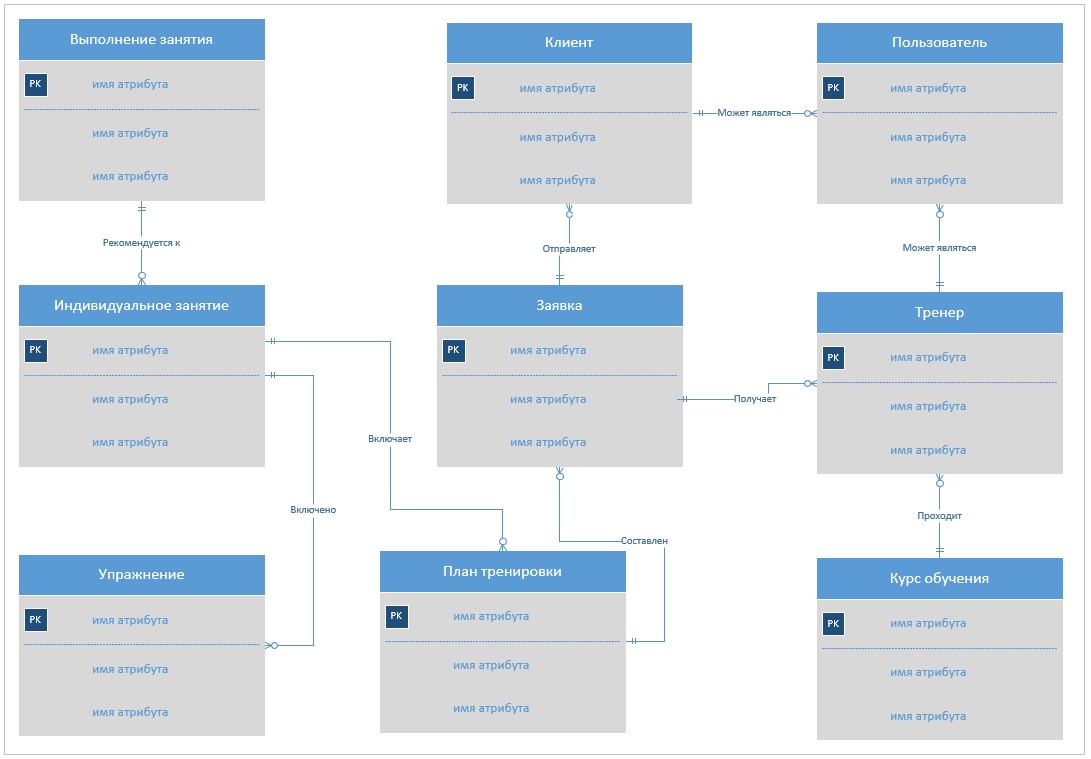 Выполнение занятия
PK
имя атрибута
имя атрибута
имя атрибута
Клиент
PK
имя атрибута
имя атрибута
имя атрибута
Может являться
Пользователь
PK
имя атрибута
имя атрибута
имя атрибута
Рекомендуется к
Отправляет
Может являться
Индивидуальное занятие
PK
имя атрибута
имя атрибута
имя атрибута
Заявка
PK
имя атрибута
имя атрибута
имя атрибута
Получает
Тренер
PK
имя атрибута
имя атрибута
имя атрибута
Включает
Включено
Составлен
Проходит
Упражнение
PK
имя атрибута
имя атрибута
имя атрибута
План тренировки
PK
имя атрибута
имя атрибута
имя атрибута
Курс обучения
PK
имя атрибута
имя атрибута
имя атрибута